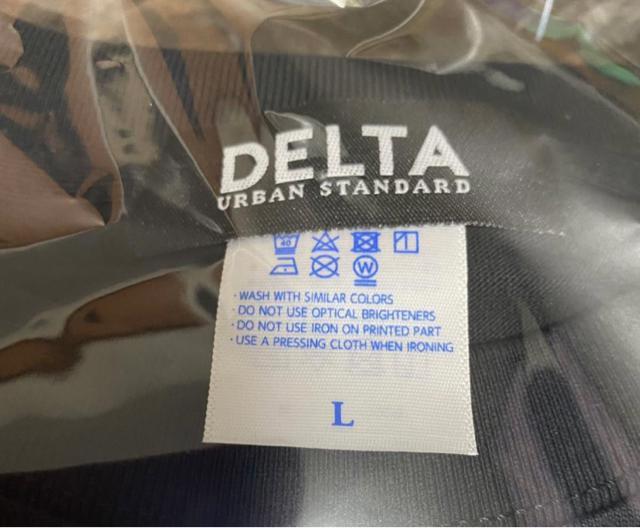 DELTA
URBAN STANDARD
40
W
· WASH WITH SIMILAR COLORS
· DO NOT USE OPTICAL BRIGHTENERS
· DO NOT USE IRON ON PRINTED PART
· USE A PRESSING CLOTH WHEN IRONING
L